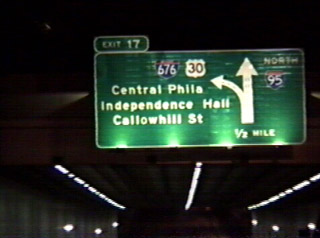 EXIT 17
676 30
NORTH
95
Central Phila
Independence Hall
Callowhill St
½ MILE